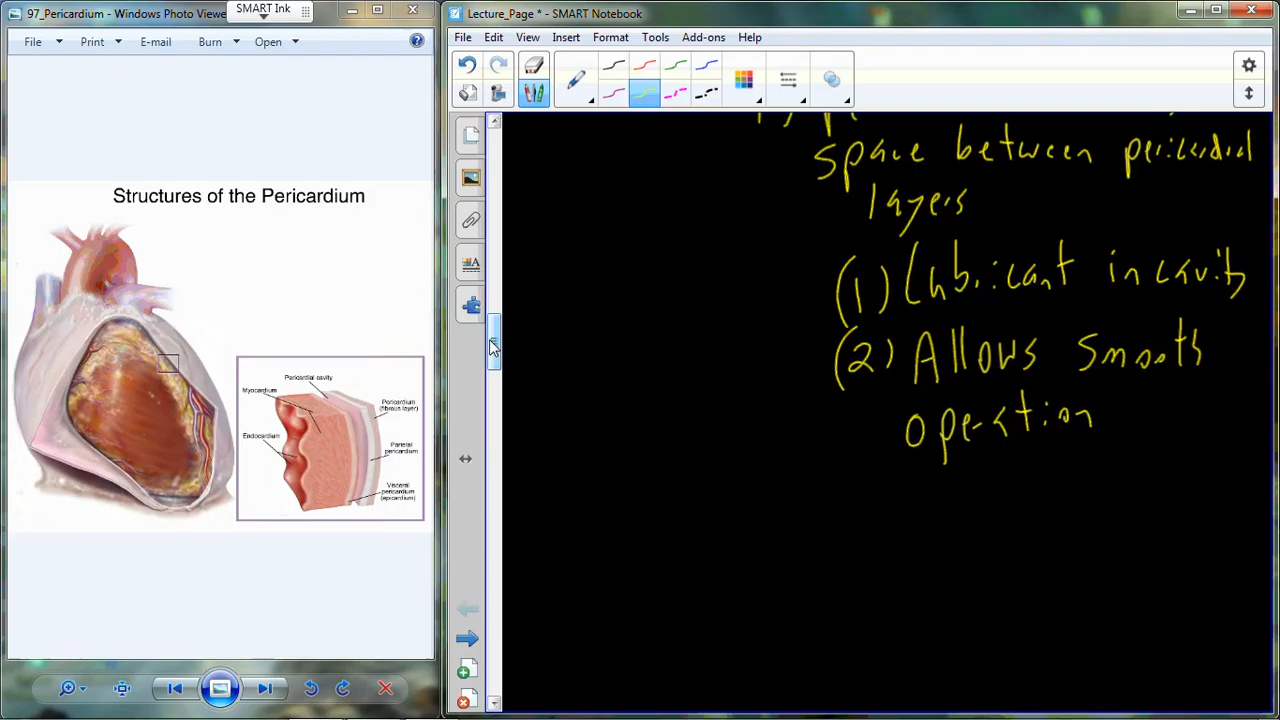 97_Pericardium - Windows Photo Viewer
SMART Ink
File Print E-mail Burn Open
Structures of the Pericardium
Pericardial cavity
Myocardium
Pericardium
(fibrous layer)
Endocardium
Parietal
pericardium
Visceral
pericardium
(epicardium)
Lecture_Page * - SMART Notebook
File Edit View Insert Format Tools Add-ons Help
space between pericardial
layers
(1) Lubricant in cavity
(2) Allows smooth
operation